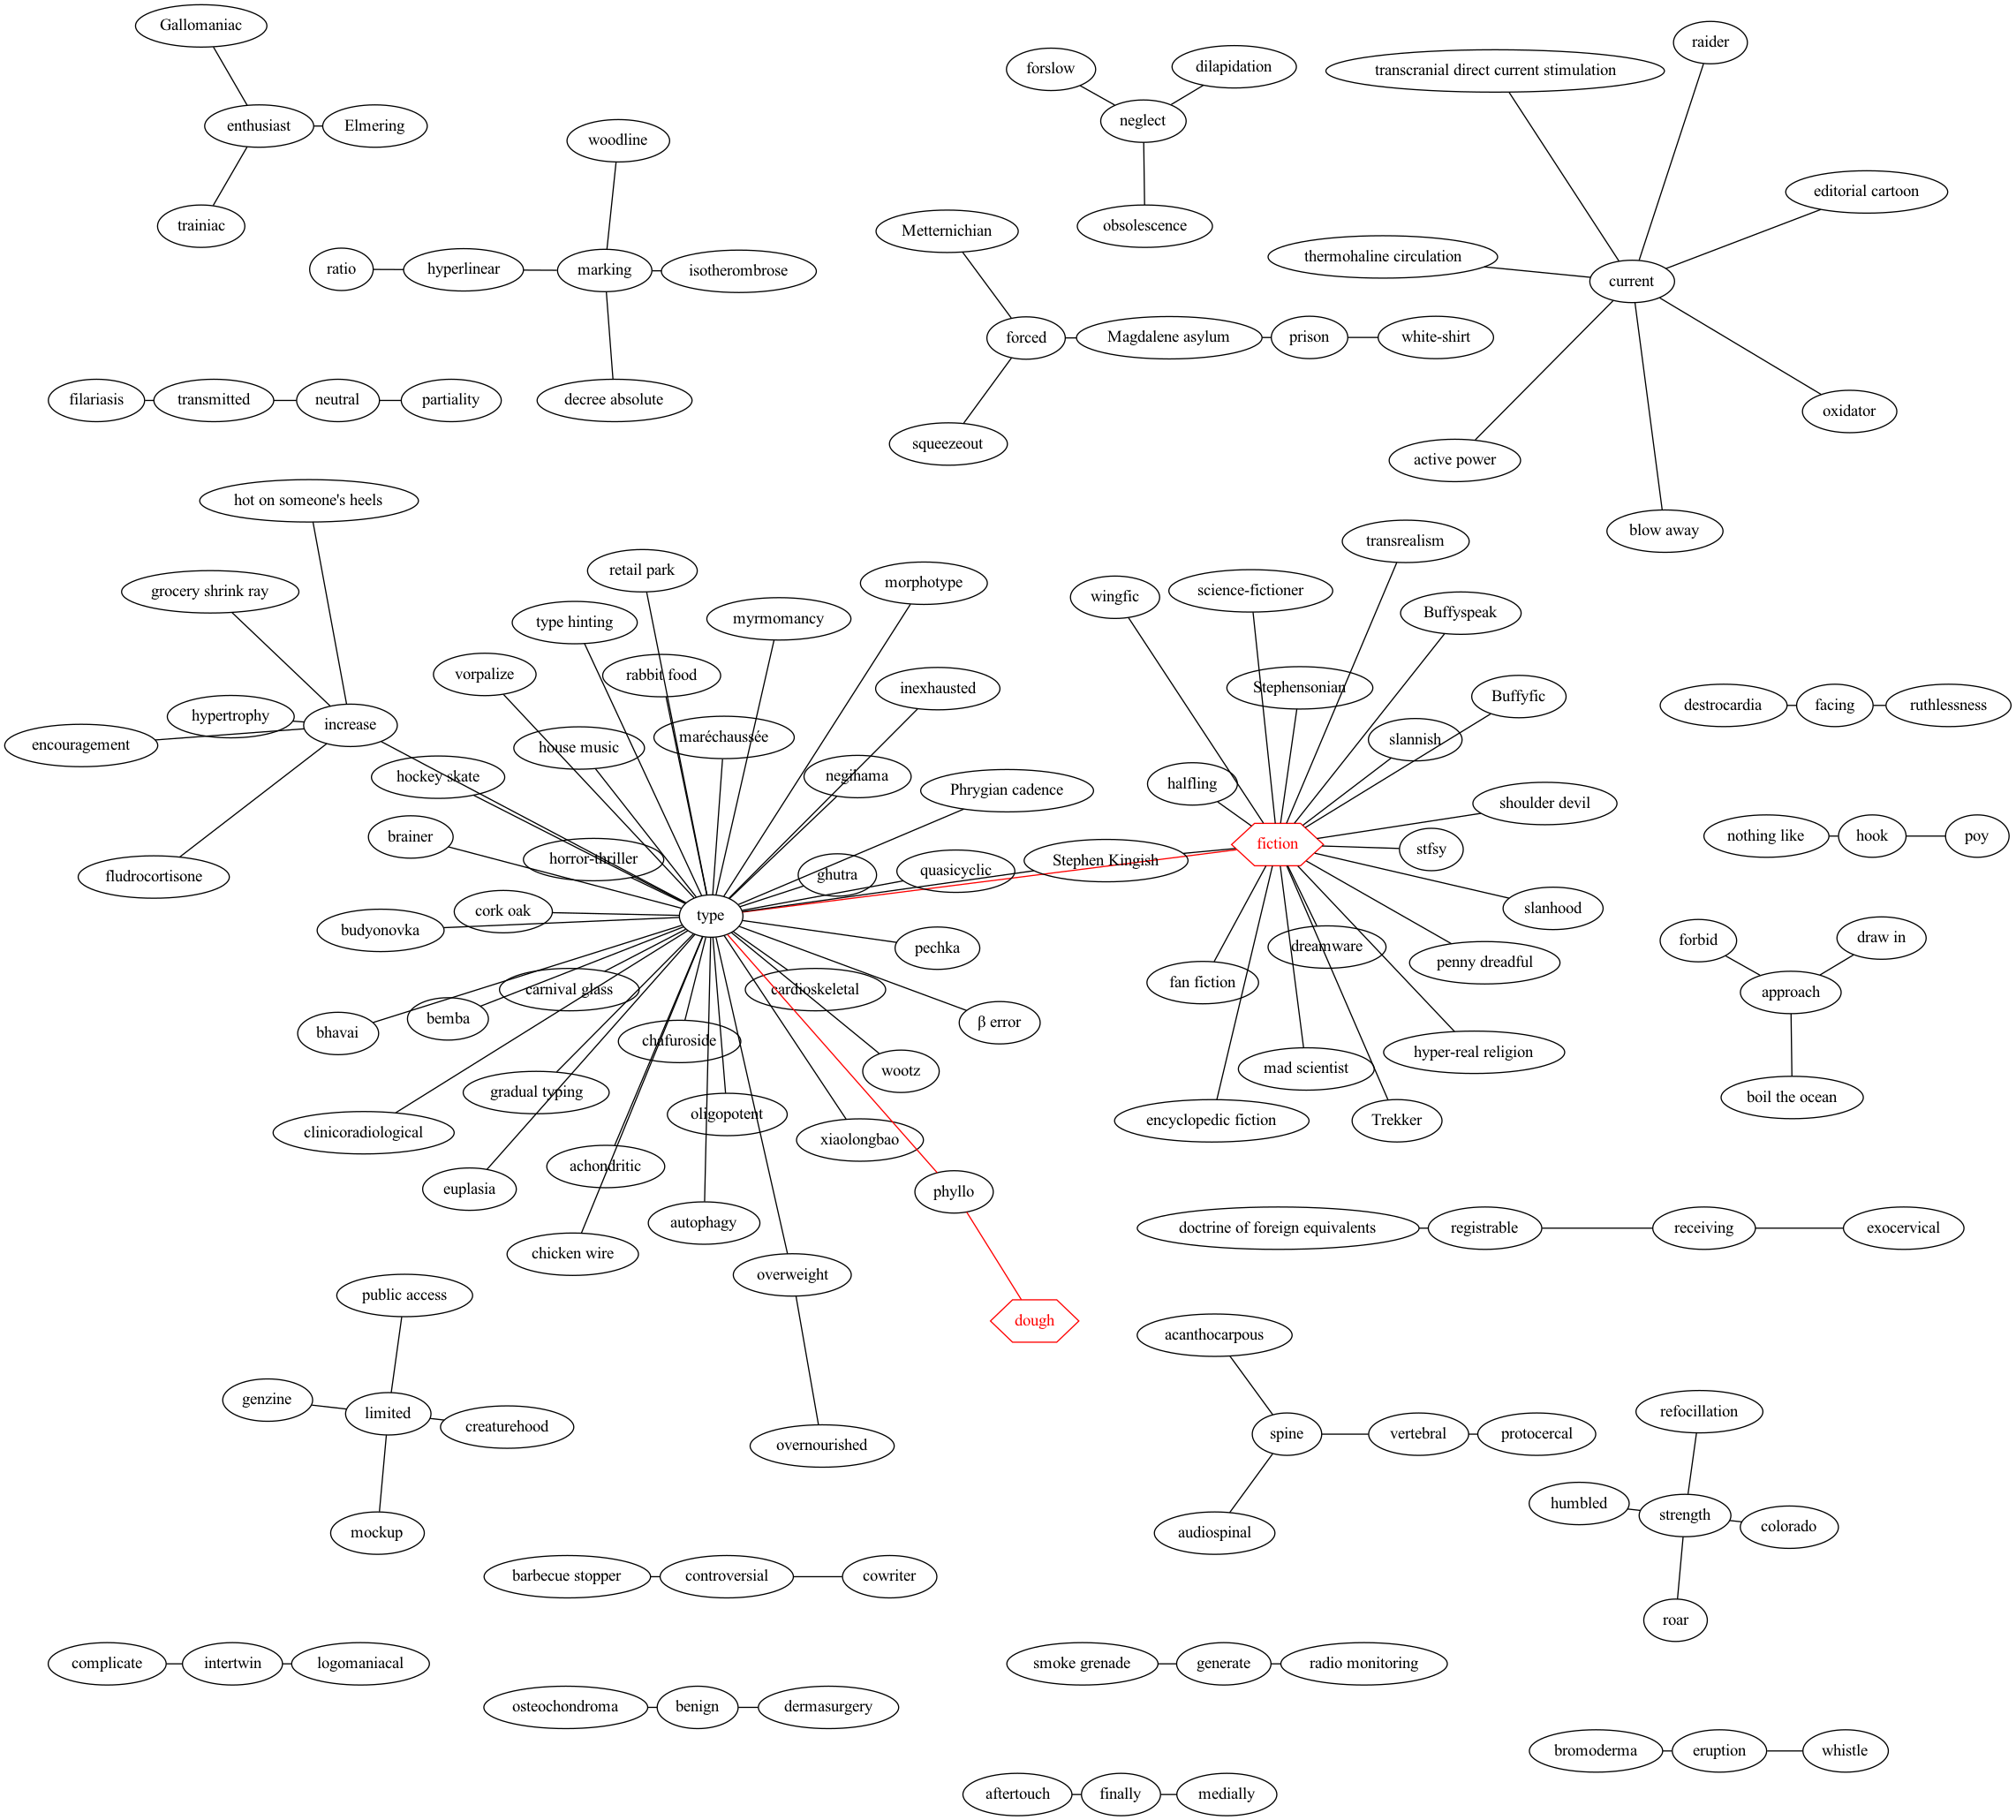 Gallomaniac
raider
forslow
dilapidation
transcranial direct current stimulation
enthusiast
Elmering
neglect
woodline
editorial cartoon
trainiac
obsolescence
Metternichian
thermohaline circulation
ratio
hyperlinear
marking
isotherombrose
current
forced
Magdalene asylum
prison
white-shirt
filariasis
transmitted
neutral
partiality
decree absolute
oxidator
squeezeout
active power
hot on someone's heels
blow away
transrealism
retail park
morphotype
grocery shrink ray
science-fictioner
wingfic
type hinting
myrmomancy
Buffyspeak
vorpalize
rabbit food
inexhausted
Stephensonian
Buffyfic
destrocardia
facing
ruthlessness
hypertrophy
increase
encouragement
house music
maréchaussée
slannish
hockey skate
negihama
Phrygian cadence
halfling
shoulder devil
brainer
nothing like
hook
poy
fiction
stfsy
horror-thriller
Stephen Kingish
fludrocortisone
ghutra
quasicyclic
cork oak
type
slanhood
budyonovka
pechka
dreamware
forbid
draw in
penny dreadful
carnival glass
cardioskeletal
fan fiction
approach
bhavai
bemba
β error
chafuroside
hyper-real religion
wootz
mad scientist
gradual typing
boil the ocean
oligopotent
encyclopedic fiction
Trekker
clinicoradiological
xiaolongbao
achondritic
euplasia
phyllo
autophagy
doctrine of foreign equivalents
registrable
receiving
exocervical
chicken wire
overweight
public access
dough
acanthocarpous
genzine
limited
creaturehood
refocillation
spine
vertebral
protocercal
overnourished
humbled
strength
colorado
mockup
audiospinal
barbecue stopper
controversial
cowriter
roar
complicate
intertwin
logomaniacal
smoke grenade
generate
radio monitoring
osteochondroma
benign
dermasurgery
bromoderma
eruption
whistle
aftertouch
finally
medially